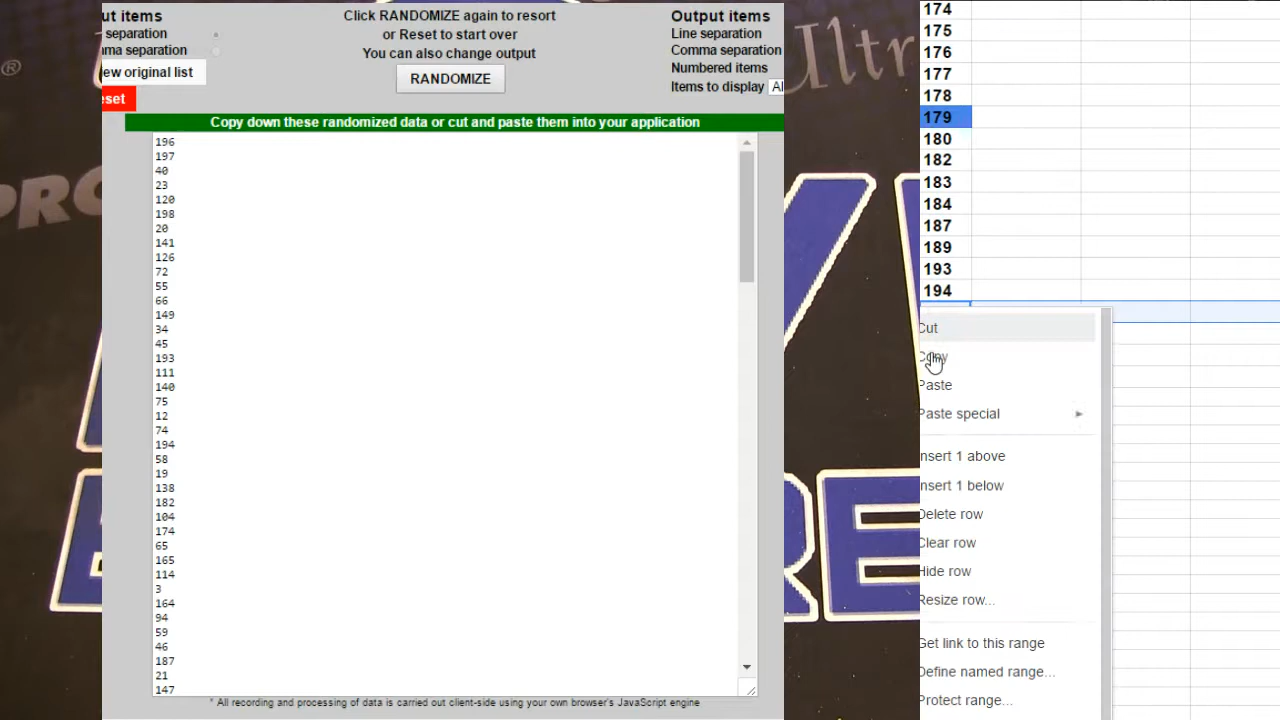 ut items
separation
mma separation
ew original list
eset
Click RANDOMIZE again to resort
or Reset to start over
You can also change output
RANDOMIZE
Output items
Line separation
Comma separation
Numbered items
Items to display Al
Copy down these randomized data or cut and paste them into your application
196
197
40
23
120
198
20
141
126
72
55
66
149
34
45
193
111
140
75
12
74
194
58
19
138
182
104
174
65
165
114
3
164
94
59
46
187
21
147
* All recording and processing of data is carried out client-side using your own browser's JavaScript engine
®
PRO
Ultr
RE
174
175
176
177
178
179
180
182
183
184
187
189
193
194
Cut
Copy
Paste
Paste special
Insert 1 above
Insert 1 below
Delete row
Clear row
Hide row
Resize row...
Get link to this range
Define named range...
Protect range...